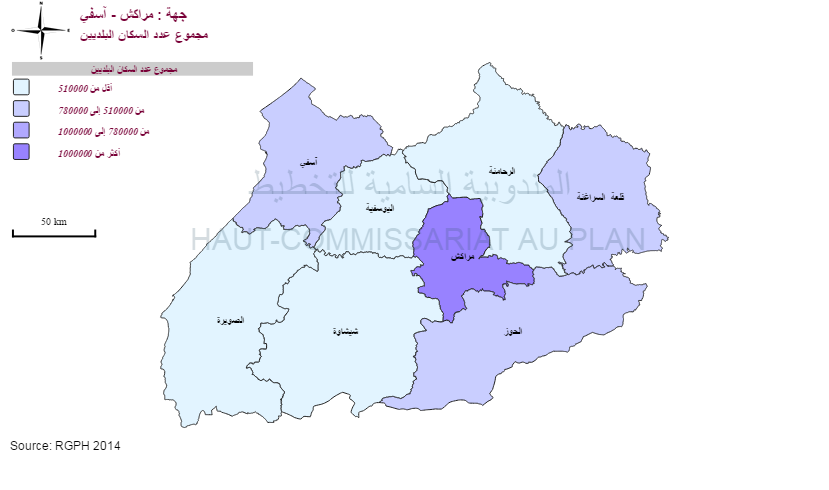 جهة : مراكش - آسفي
مجموع عدد السكان البلديين
N
O
E
S
مجموع عدد السكان البلديين
أقل من 510000
من 510000 إلى 780000
من 780000 إلى 1000000
أكثر من 1000000
50 km
آسفي
الرحامنة
قلعة السراغنة
اليوسفية
مراكش
الصويرة
شيشاوة
الحوز
المندوبية السامية للتخطيط
HAUT-COMMISSARIAT AU PLAN
Source: RGPH 2014